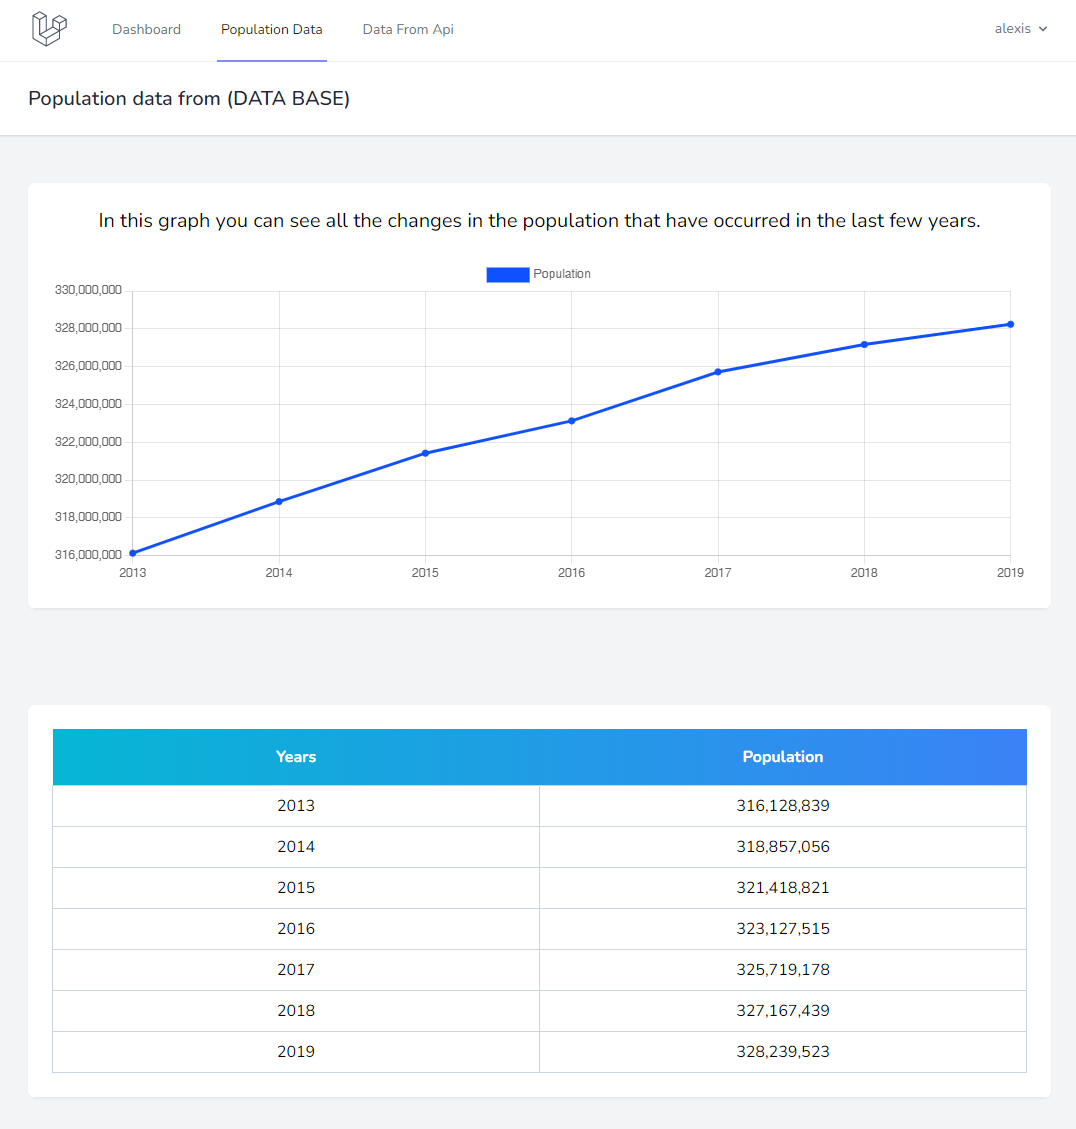 Dashboard Population Data Data From Api alexis
Population data from (DATA BASE)
In this graph you can see all the changes in the population that have occurred in the last few years.
Population
330,000,000
328,000,000
326,000,000
324,000,000
322,000,000
320,000,000
318,000,000
316,000,000
2013 2014 2015 2016 2017 2018 2019
Years Population
2013 316,128,839
2014 318,857,056
2015 321,418,821
2016 323,127,515
2017 325,719,178
2018 327,167,439
2019 328,239,523